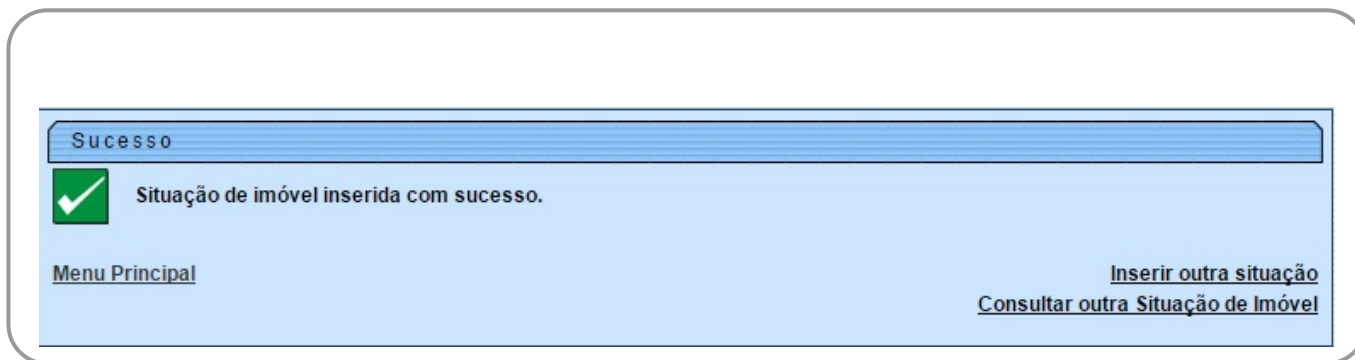 Sucesso
Situação de imóvel inserida com sucesso.
Menu Principal
Inserir outra situação
Consultar outra Situação de Imóvel